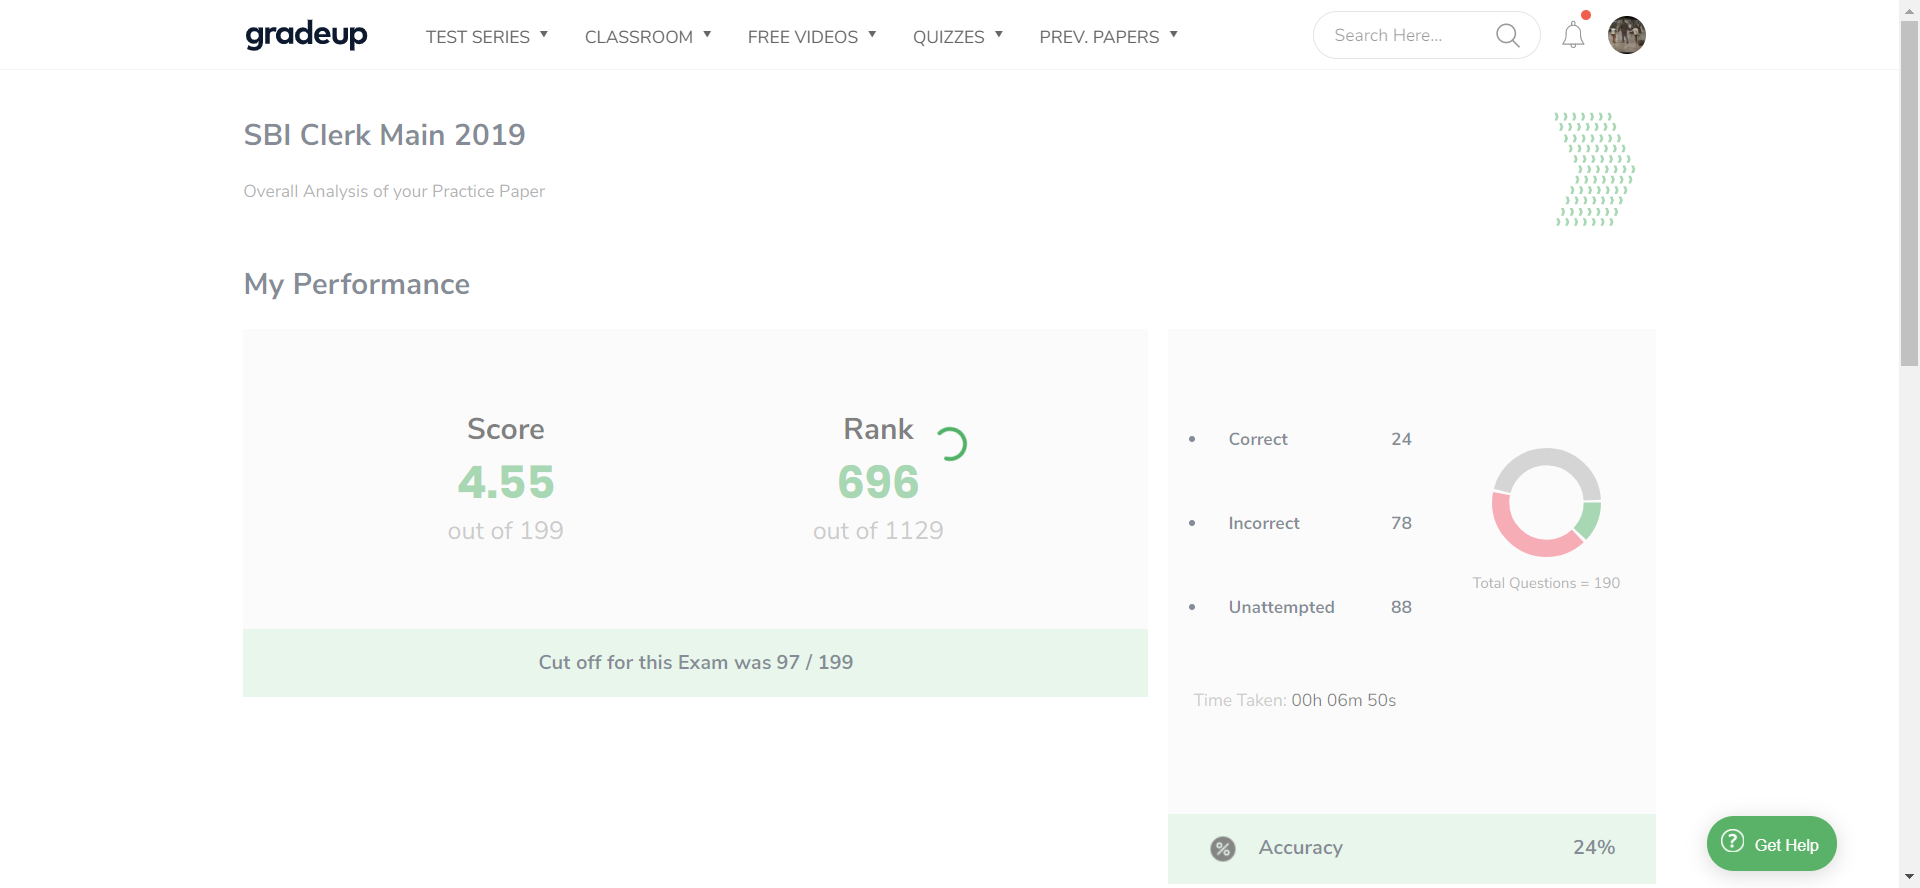 gradeup
TEST SERIES
CLASSROOM
FREE VIDEOS
QUIZZES
PREV. PAPERS
Search Here...
SBI Clerk Main 2019
Overall Analysis of your Practice Paper
My Performance
Score
4.55
out of 199
Rank
696
out of 1129
Cut off for this Exam was 97 / 199
Correct 24
Incorrect 78
Unattempted 88
Total Questions = 190
Time Taken: 00h 06m 50s
% Accuracy 24%
? Get Help